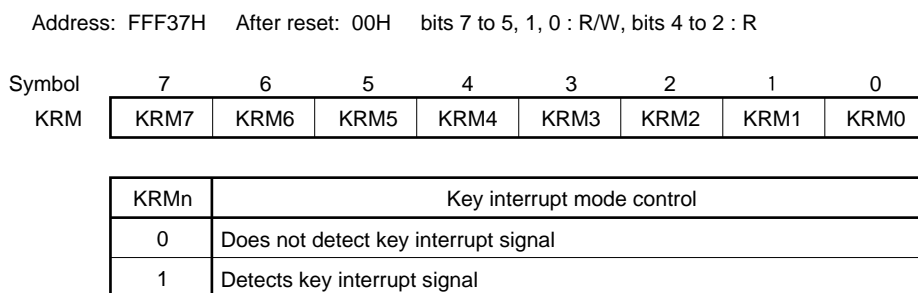 Address: FFF37H After reset: 00H bits 7 to 5, 1, 0 : R/W, bits 4 to 2 : R
Symbol 7 6 5 4 3 2 1 0
KRM KRM7 KRM6 KRM5 KRM4 KRM3 KRM2 KRM1 KRM0
KRMn Key interrupt mode control
0 Does not detect key interrupt signal
1 Detects key interrupt signal